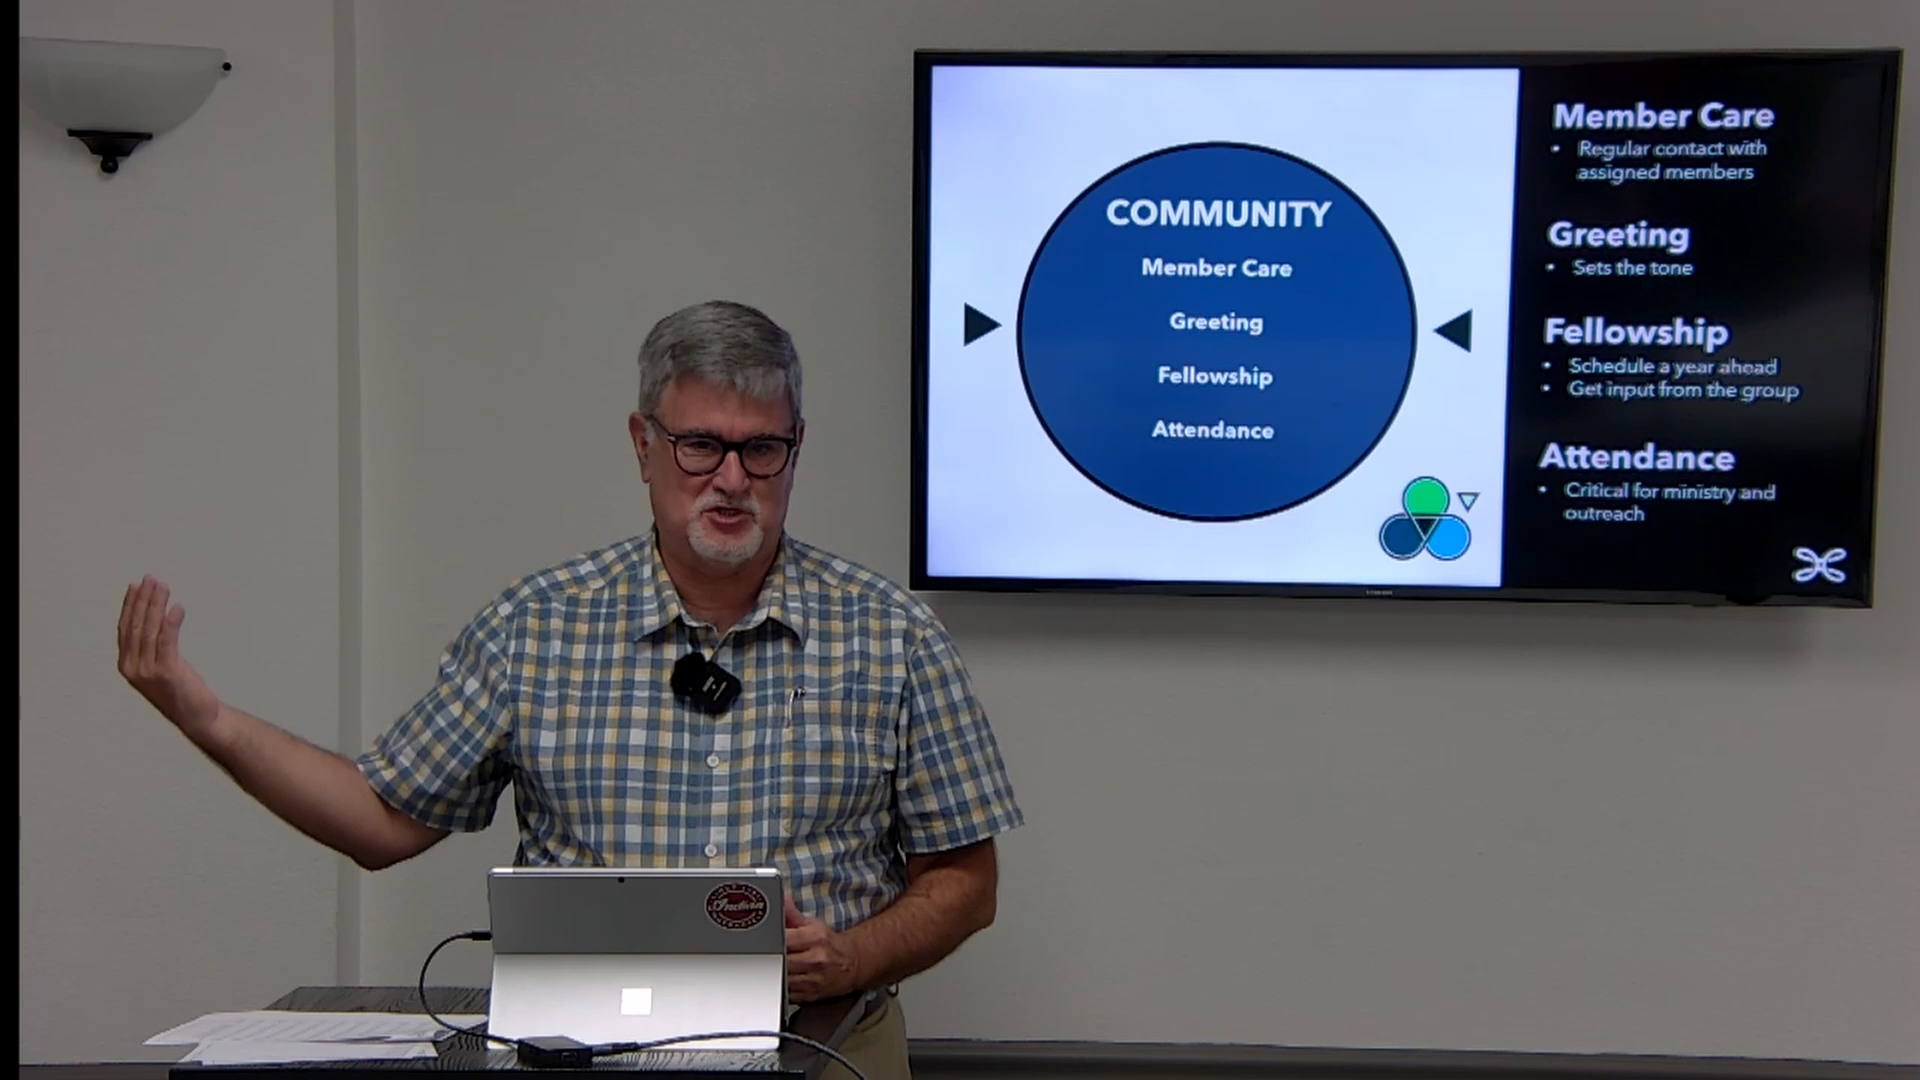 COMMUNITY
Member Care
Greeting
Fellowship
Attendance
Member Care
• Regular contact with
assigned members
Greeting
• Sets the tone
Fellowship
• Schedule a year ahead
• Get input from the group
Attendance
• Critical for ministry and
outreach
Indian